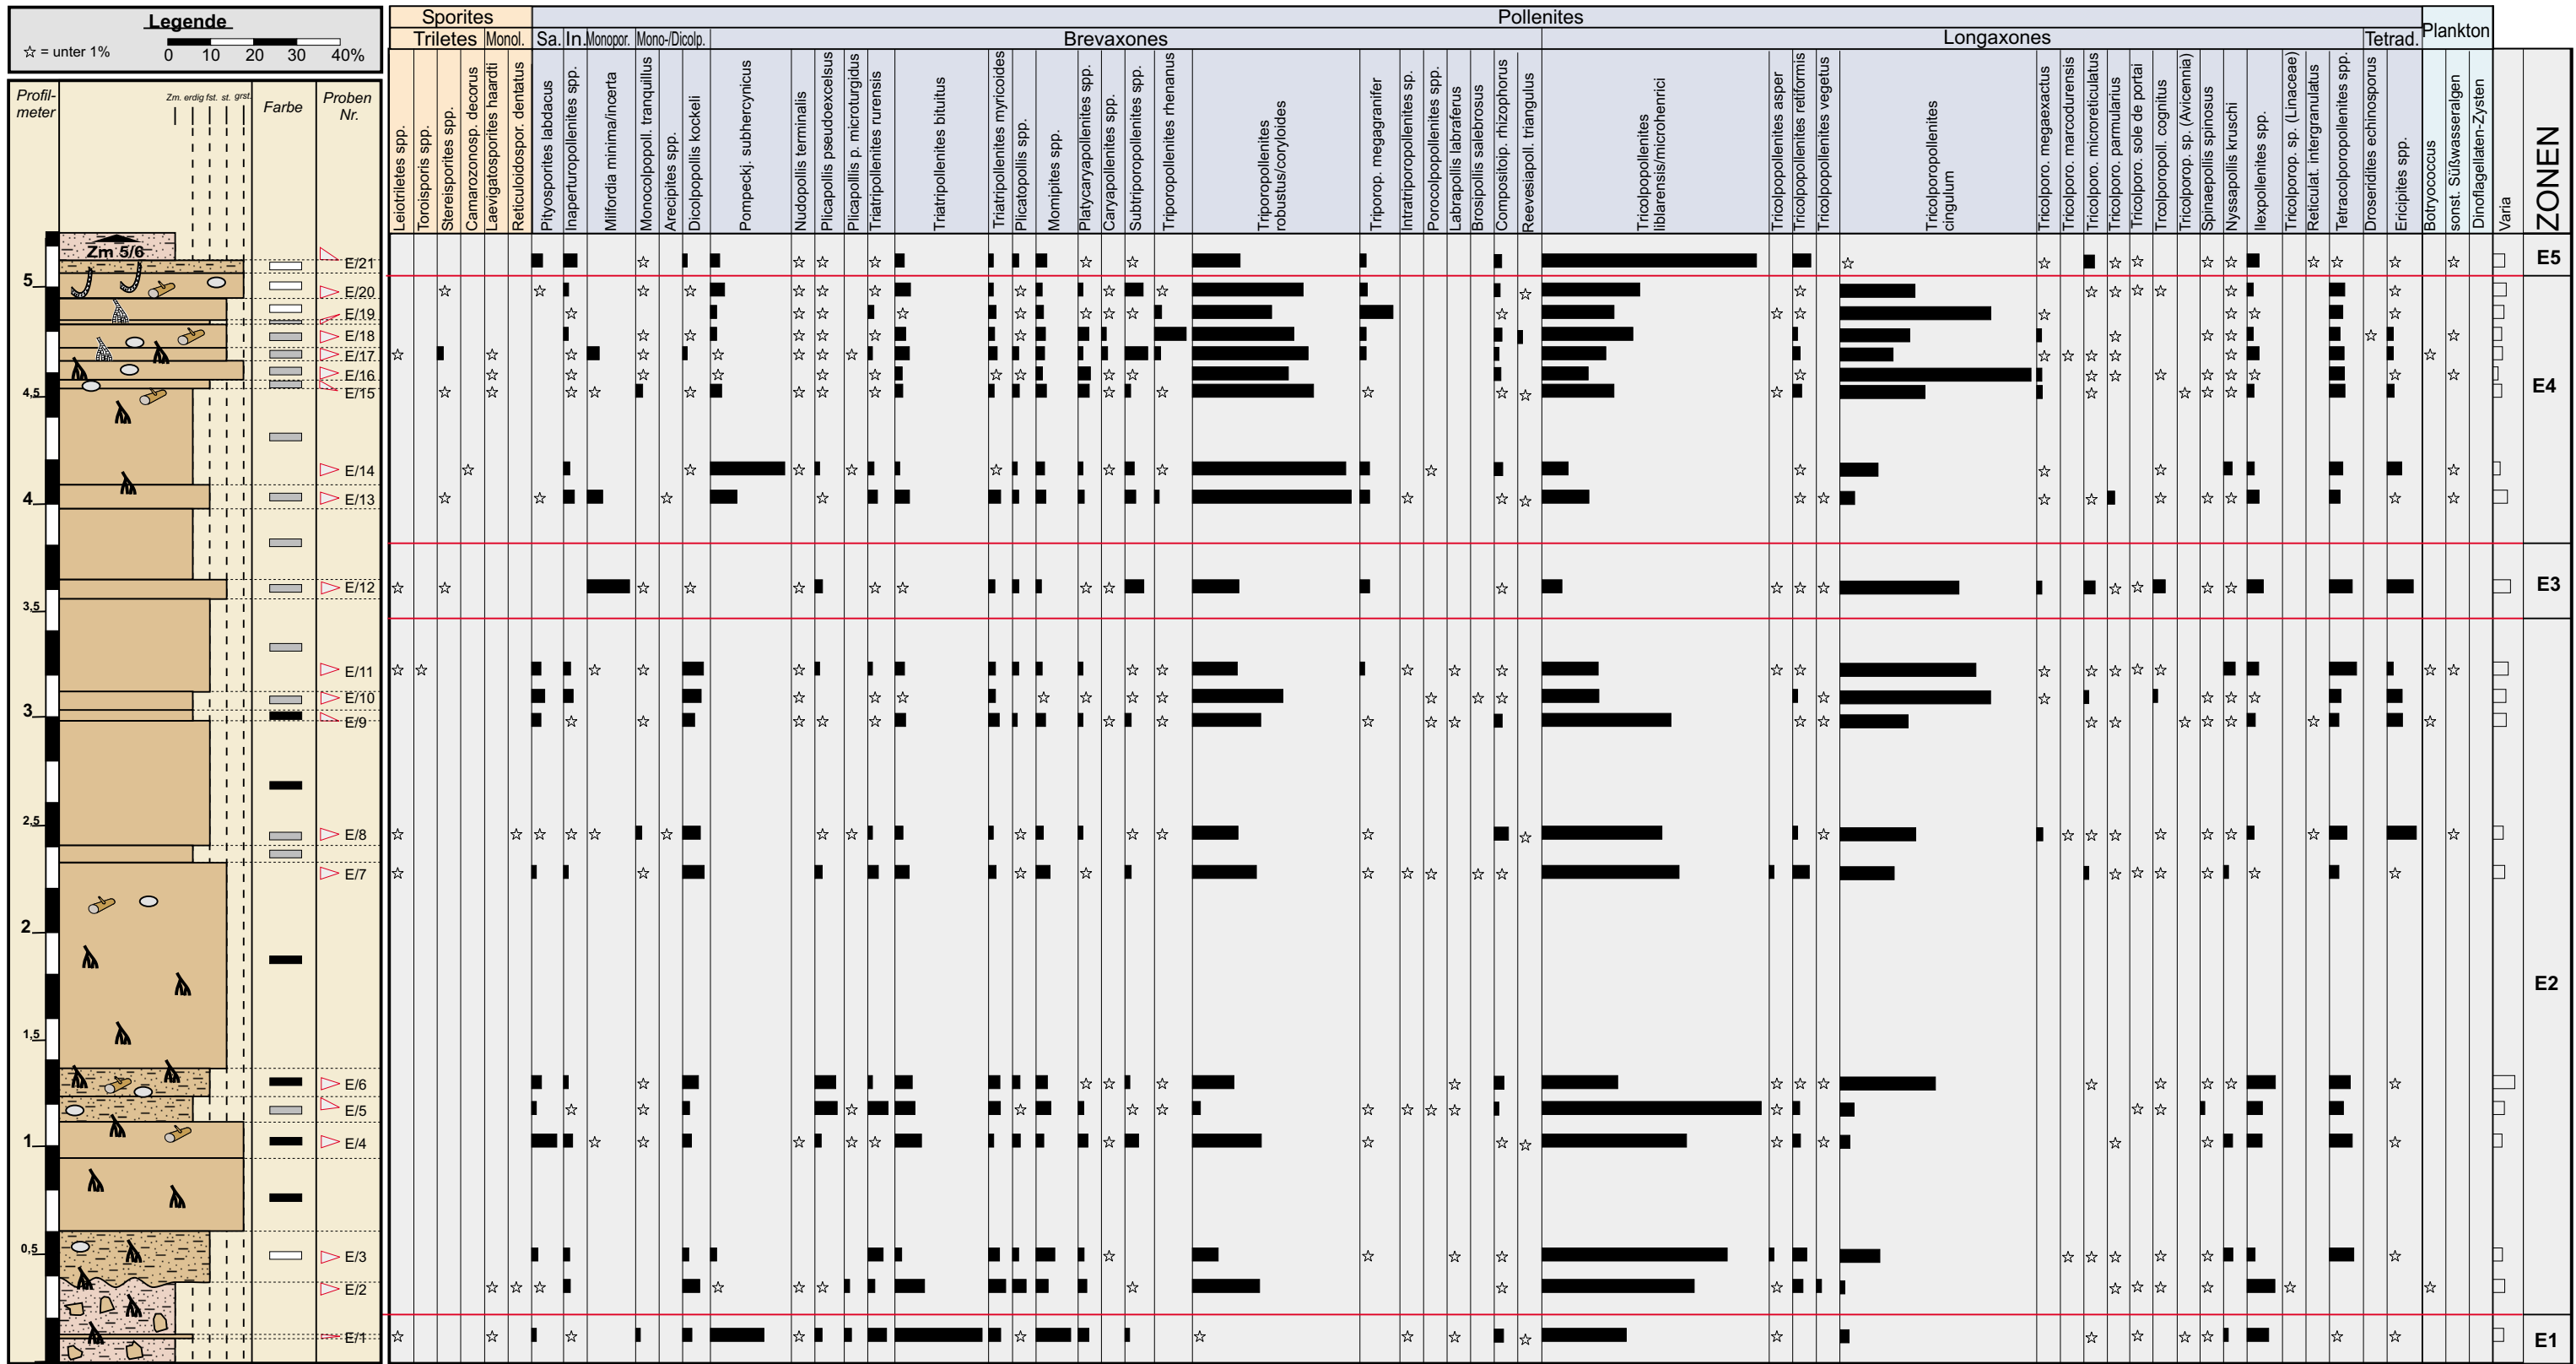 Legende
☆ = unter 1%
0 10 20 30 40%
Profil-
meter
Zm. erdig fst. st. grst.
Farbe
Proben
Nr.
Sporites
Pollenites
Plankton
Triletes
Monol.
Sa.
In.
Monopor.
Mono-/Dicolp.
Brevaxones
Longaxones
Tetrad.
Leiotriletes spp.
Toroisporis spp.
Stereisporites spp.
Camarozonosp. decorus
Laevigatosporites haardti
Reticuloidospor. dentatus
Pityosporites labdacus
Inaperturopollenites spp.
Milfordia minima/incerta
Monocolpopoll. tranquillus
Arecipites spp.
Dicolpopollis kockeli
Pompeckj. subhercynicus
Nudopollis terminalis
Plicapollis pseudoexcelsus
Plicapolllis p. microturgidus
Triatripollenites rurensis
Triatripollenites bituitus
Triatripollenites myricoides
Plicatopollis spp.
Momipites spp.
Platycaryapollenites spp.
Caryapollenites spp.
Subtriporopollenites spp.
Triporopollenites rhenanus
Triporopollenites
robustus/coryloides
Triporop. megagranifer
Intratriporopollenites sp.
Porocolpopollenites spp.
Labrapollis labraferus
Brosipollis salebrosus
Compositoip. rhizophorus
Reevesiapoll. triangulus
Tricolpopollenites
liblarensis/microhenrici
Tricolpopollenites asper
Tricolpopollenites retiformis
Tricolpopollenites vegetus
Tricolporopollenites
cingulum
Tricolporo. megaexactus
Tricolporo. marcodurensis
Tricolporo. microreticulatus
Tricolporo. parmularius
Tricolporo. sole de portai
Trcolporopoll. cognitus
Tricolporop. sp. (Avicennia)
Spinaepollis spinosus
Nyssapollis kruschi
Ilexpollenites spp.
Tricolporop. sp. (Linaceae)
Reticulat. intergranulatus
Tetracolporopollenites spp.
Droseridites echinosporus
Ericipites spp.
Botryococcus
sonst. Süßwasseralgen
Dinoflagellaten-Zysten
Varia
ZONEN
Zm 5/6
E/21
E5
5
E/20
E/19
E/18
E/17
E/16
E/15
4,5
E4
E/14
4
E/13
E/12
E3
3,5
E/11
E/10
3
E/9
2,5
E/8
E/7
2
E2
1,5
E/6
E/5
1
E/4
0,5
E/3
E/2
E/1
E1